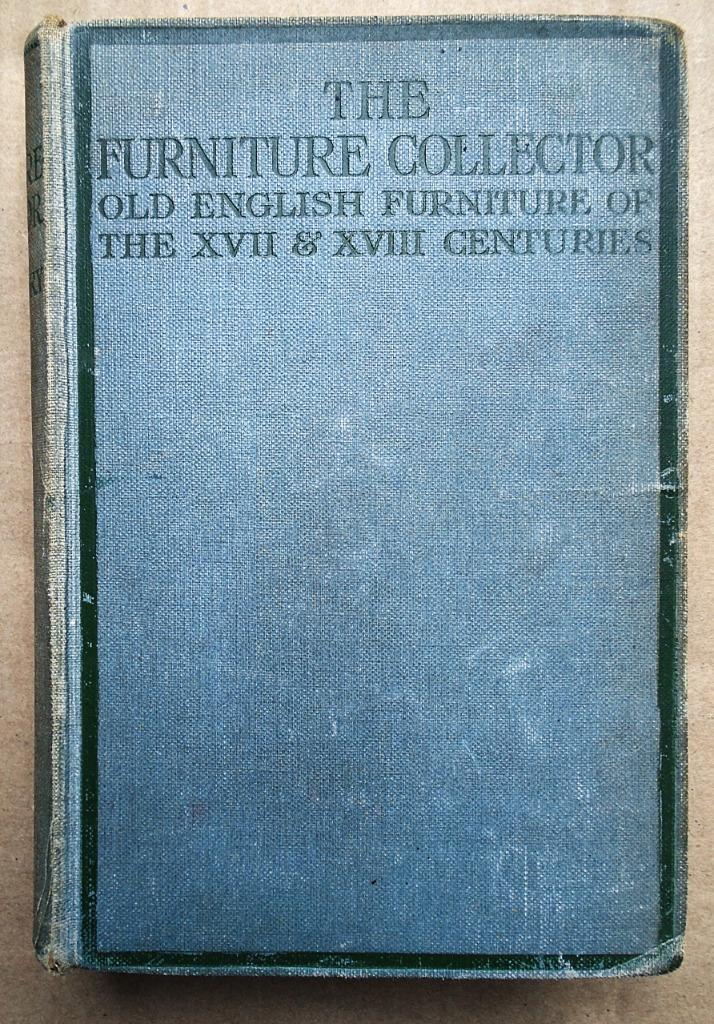 THE
FURNITURE COLLECTOR
OLD ENGLISH FURNITURE OF
THE XVII & XVIII CENTURIES